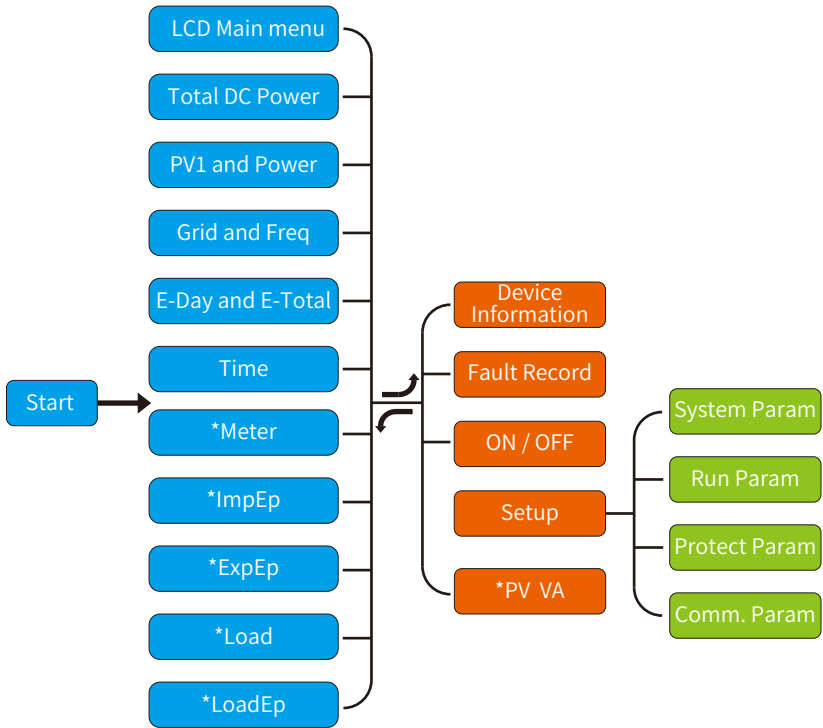 LCD Main menu
Total DC Power
PV1 and Power
Grid and Freq
E-Day and E-Total
Time
Start
*Meter
*ImpEp
*ExpEp
*Load
*LoadEp
Device
Information
Fault Record
ON / OFF
Setup
*PV VA
System Param
Run Param
Protect Param
Comm. Param